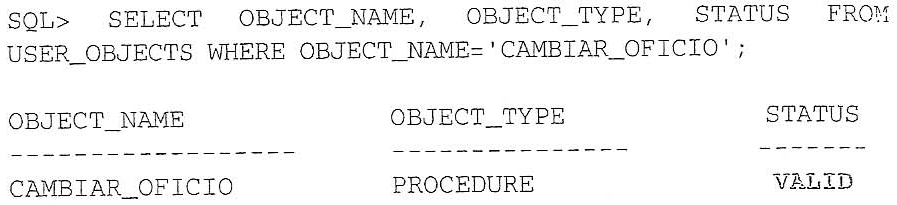 SQL> SELECT OBJECT_NAME, OBJECT_TYPE, STATUS FROM
USER_OBJECTS WHERE OBJECT_NAME='CAMBIAR_OFICIO';
OBJECT_NAME OBJECT_TYPE STATUS
------------------ --------------- -------
CAMBIAR_OFICIO PROCEDURE VALID